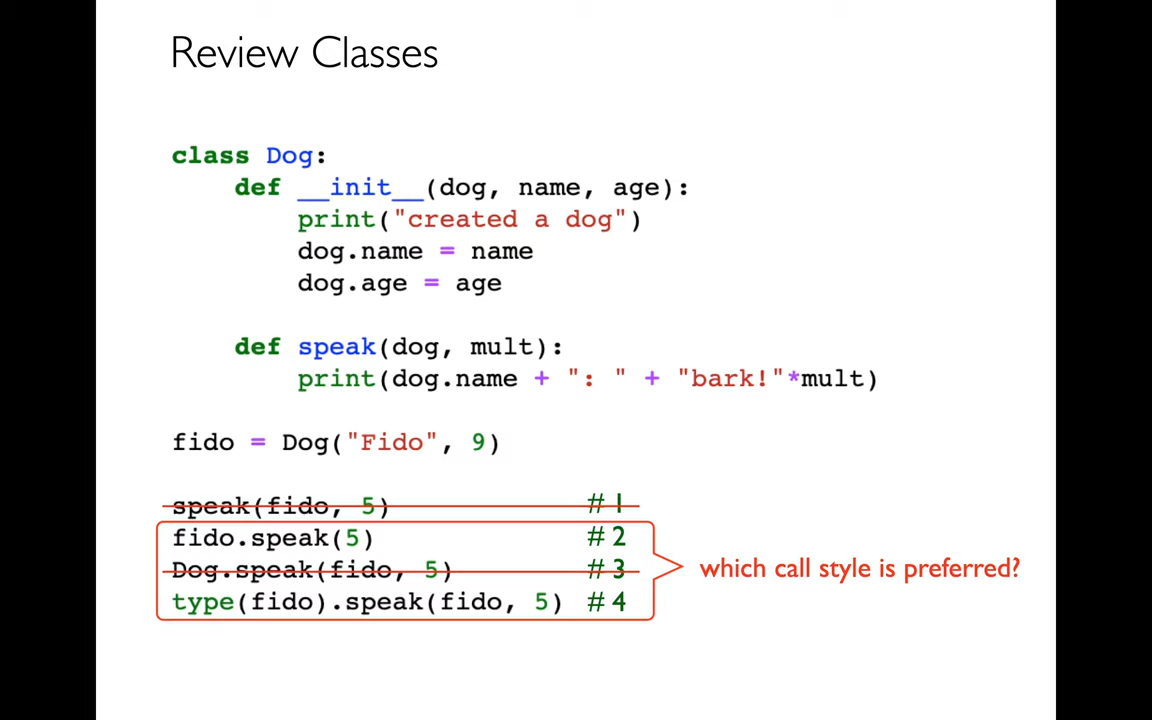 Review Classes
class Dog:
    def __init__(dog, name, age):
        print("created a dog")
        dog.name = name
        dog.age = age
    def speak(dog, mult):
        print(dog.name + ": " + "bark!"*mult)
fido = Dog("Fido", 9)
speak(fido, 5) # 1
fido.speak(5) # 2
Dog.speak(fido, 5) # 3
which call style is preferred?
type(fido).speak(fido, 5) # 4